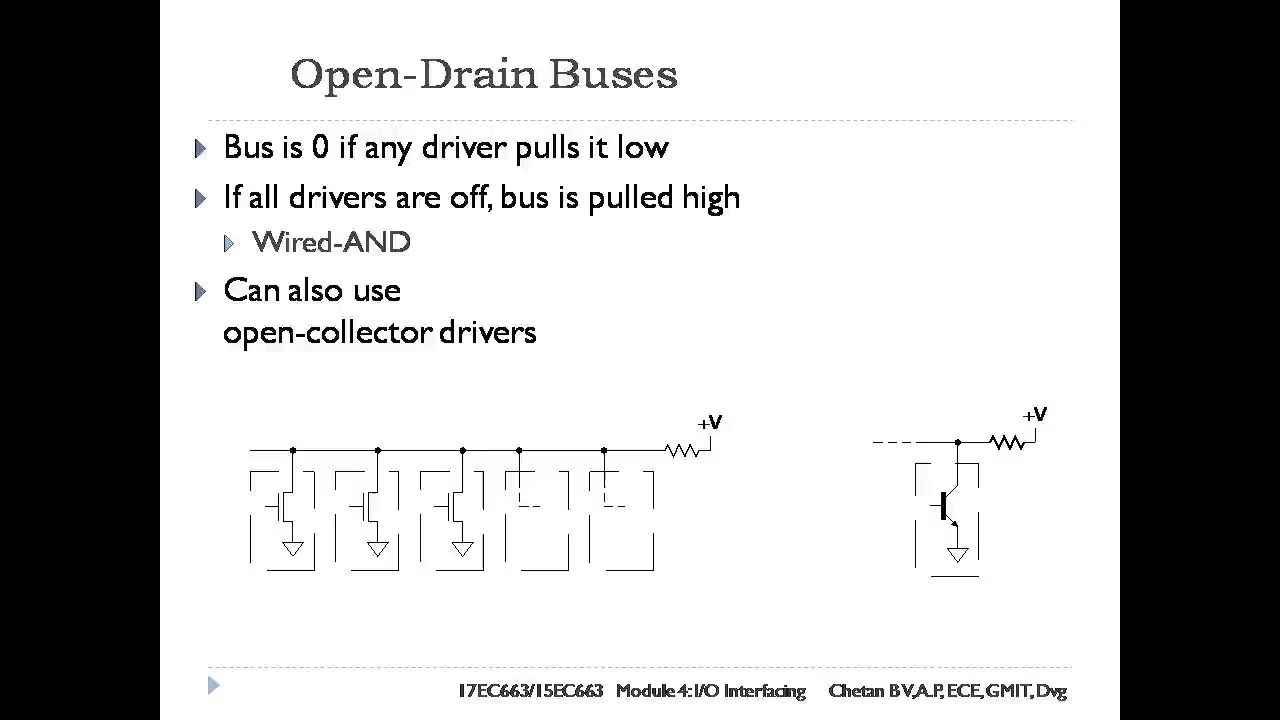 Open-Drain Buses
Bus is 0 if any driver pulls it low
If all drivers are off, bus is pulled high
Wired-AND
Can also use
open-collector drivers
+V
+V
17EC663/15EC663 Module 4: I/O Interfacing Chetan BV, A.P, ECE, GMIT, Dvg